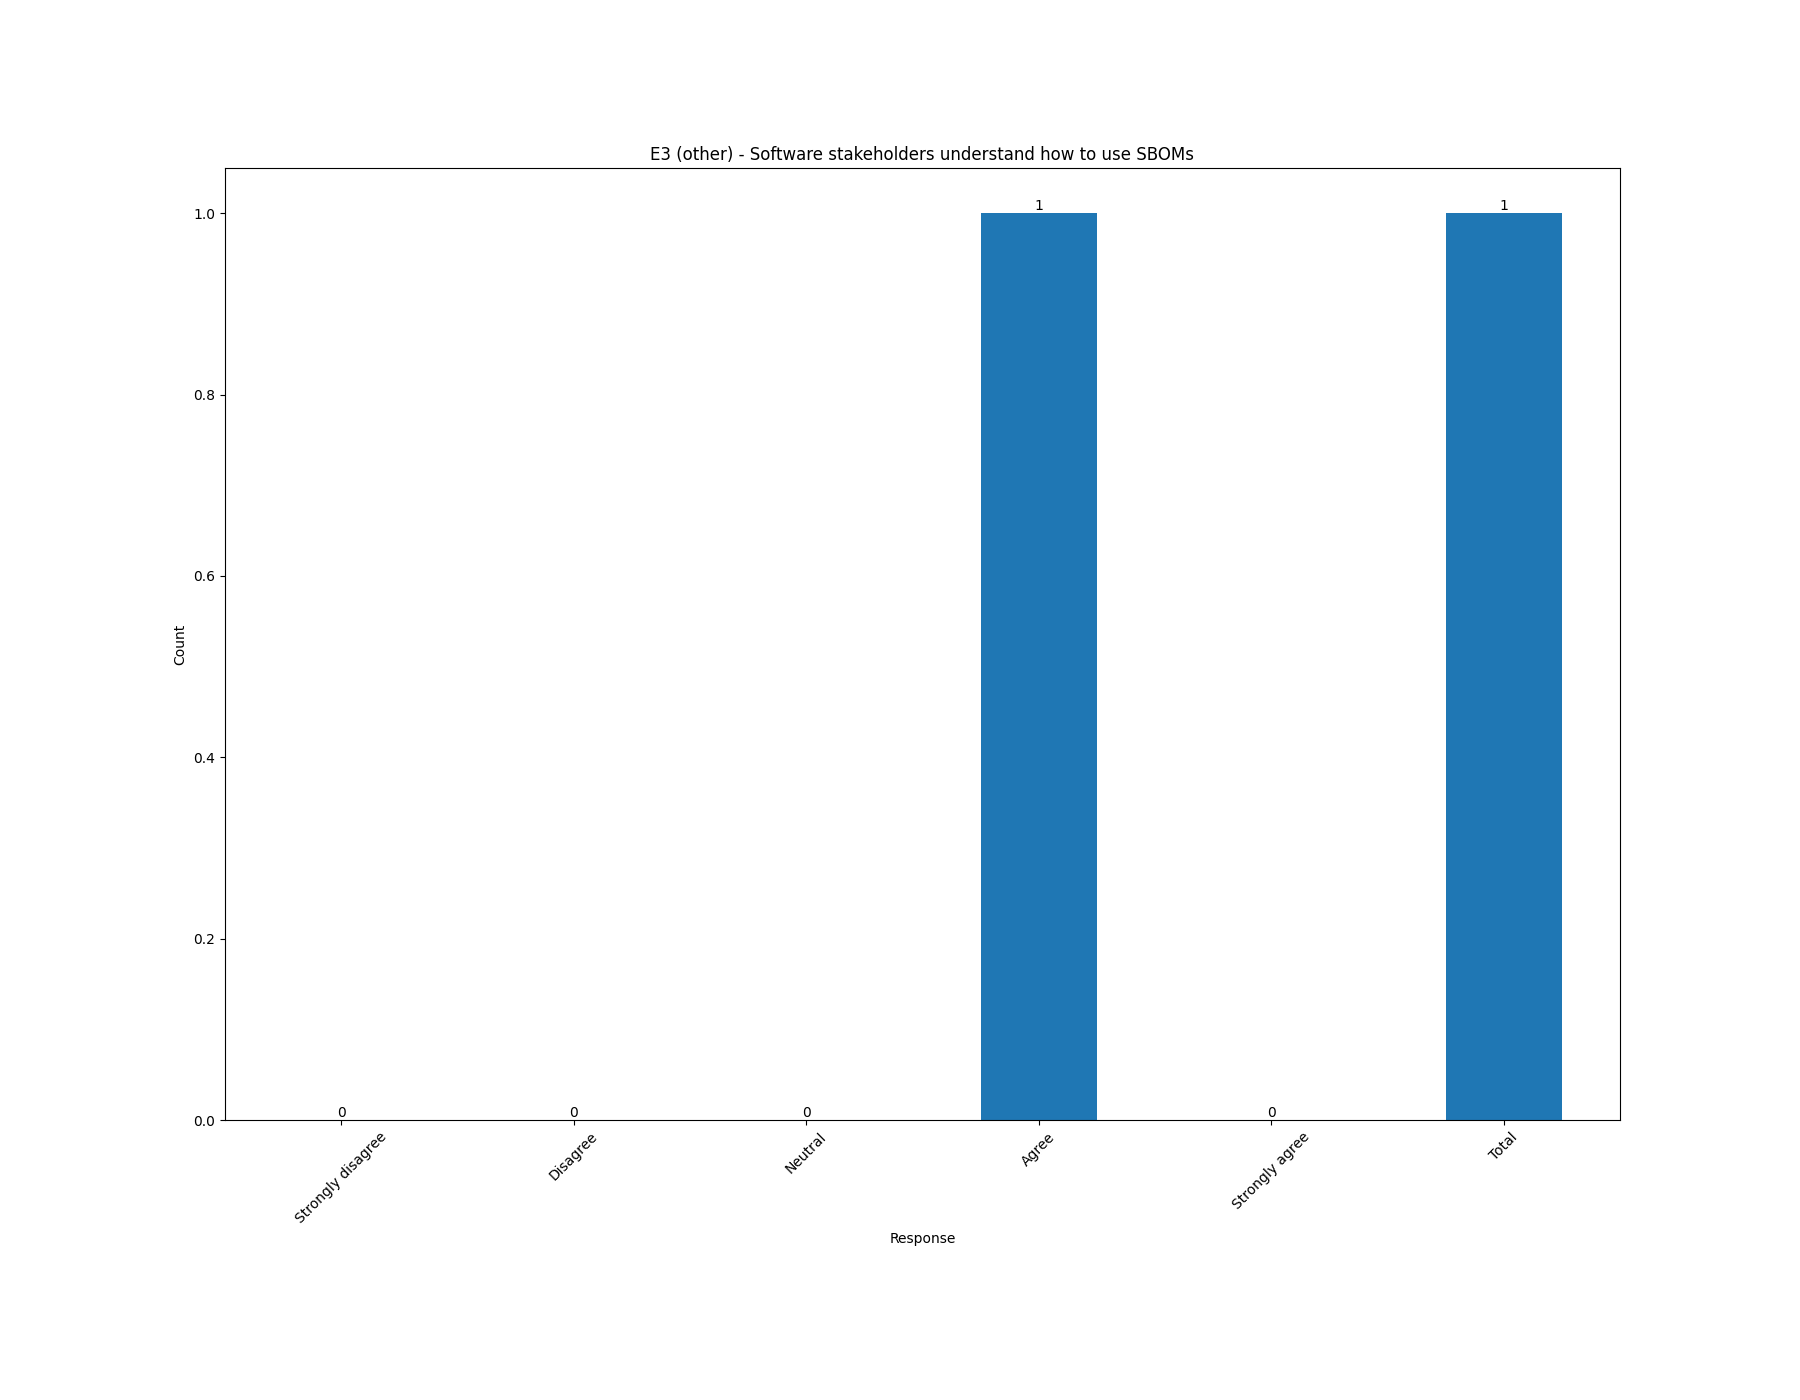 E3 (other) - Software stakeholders understand how to use SBOMs
1
1
1.0
0.8
0.6
Count
0.4
0.2
0
0
0
0
0.0
Strongly disagree
Disagree
Neutral
Agree
Strongly agree
Total
Response